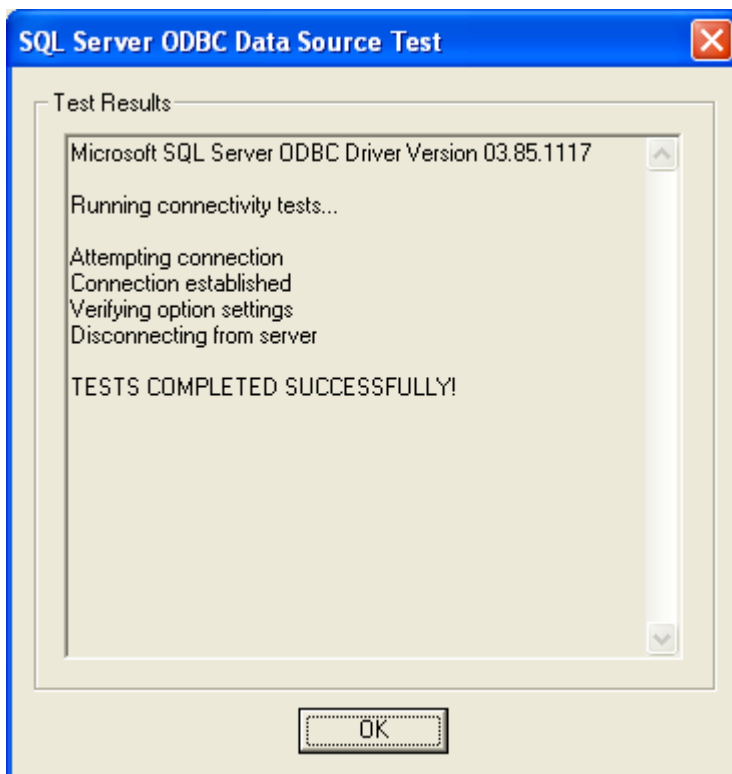 SQL Server ODBC Data Source Test
Test Results
Microsoft SQL Server ODBC Driver Version 03.85.1117
Running connectivity tests...
Attempting connection
Connection established
Verifying option settings
Disconnecting from server
TESTS COMPLETED SUCCESSFULLY!
OK